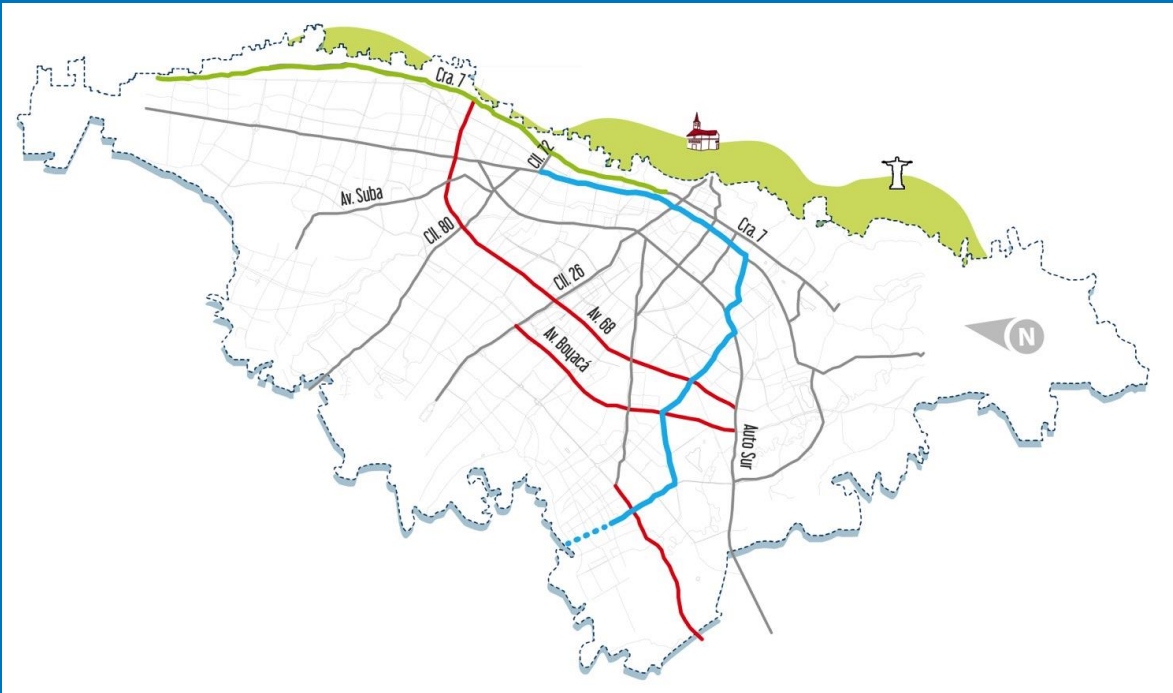 Cra. 7
Cll. 72
Av. Suba
Cll. 80
Cra. 7
Cll. 26
Av. 68
Av. Boyacá
N
Auto Sur